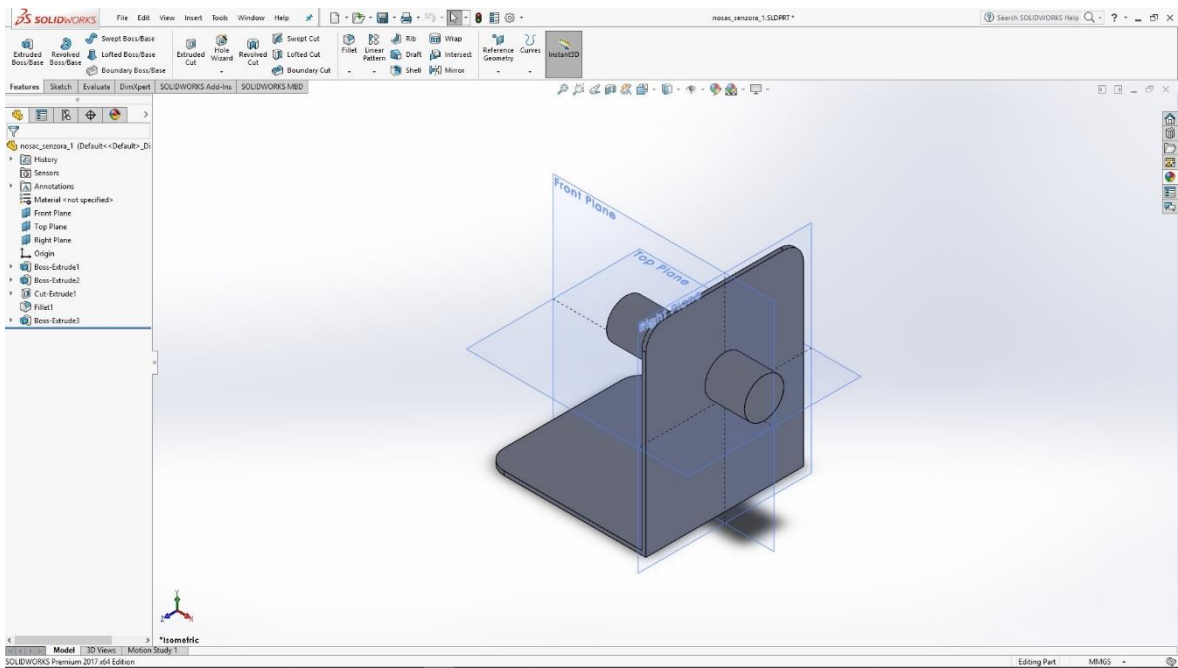 SOLIDWORKS File Edit View Insert Tools Window Help nosac_senzora_1.SLDPRT * Search SOLIDWORKS Help
Extruded Boss/Base
Revolved Boss/Base
Swept Boss/Base
Lofted Boss/Base
Boundary Boss/Base
Extruded Cut
Hole Wizard
Revolved Cut
Swept Cut
Lofted Cut
Boundary Cut
Fillet
Linear Pattern
Rib
Draft
Shell
Wrap
Intersect
Mirror
Reference Geometry
Curves
Instant3D
Features Sketch Evaluate DimXpert SOLIDWORKS Add-Ins SOLIDWORKS MBD
nosac_senzora_1 (Default<<Default>_Di
History
Sensors
Annotations
Material <not specified>
Front Plane
Top Plane
Right Plane
Origin
Boss-Extrude1
Boss-Extrude2
Cut-Extrude1
Fillet1
Boss-Extrude3
Front Plane
Top Plane
Right Plane
*Isometric
Model 3D Views Motion Study 1
SOLIDWORKS Premium 2017 x64 Edition Editing Part MMGS